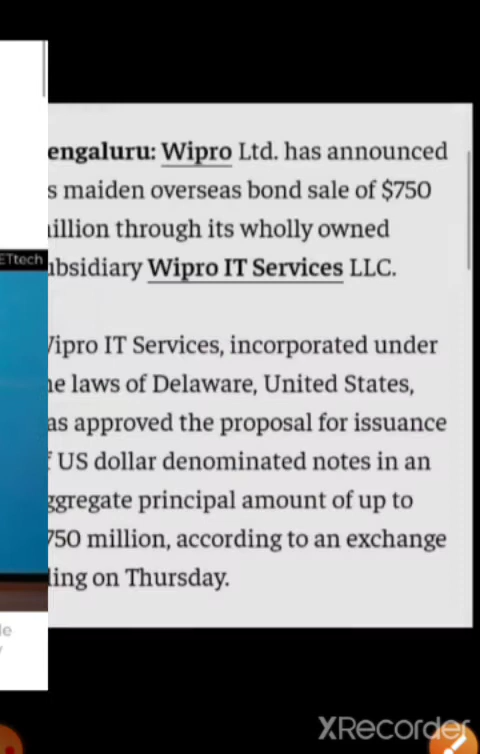 engaluru: Wipro Ltd. has announced
s maiden overseas bond sale of $750
illion through its wholly owned
ETtech
ubsidiary Wipro IT Services LLC.
ipro IT Services, incorporated under
e laws of Delaware, United States,
as approved the proposal for issuance
US dollar denominated notes in an
ggregate principal amount of up to
750 million, according to an exchange
ling on Thursday.
le
XRecorder